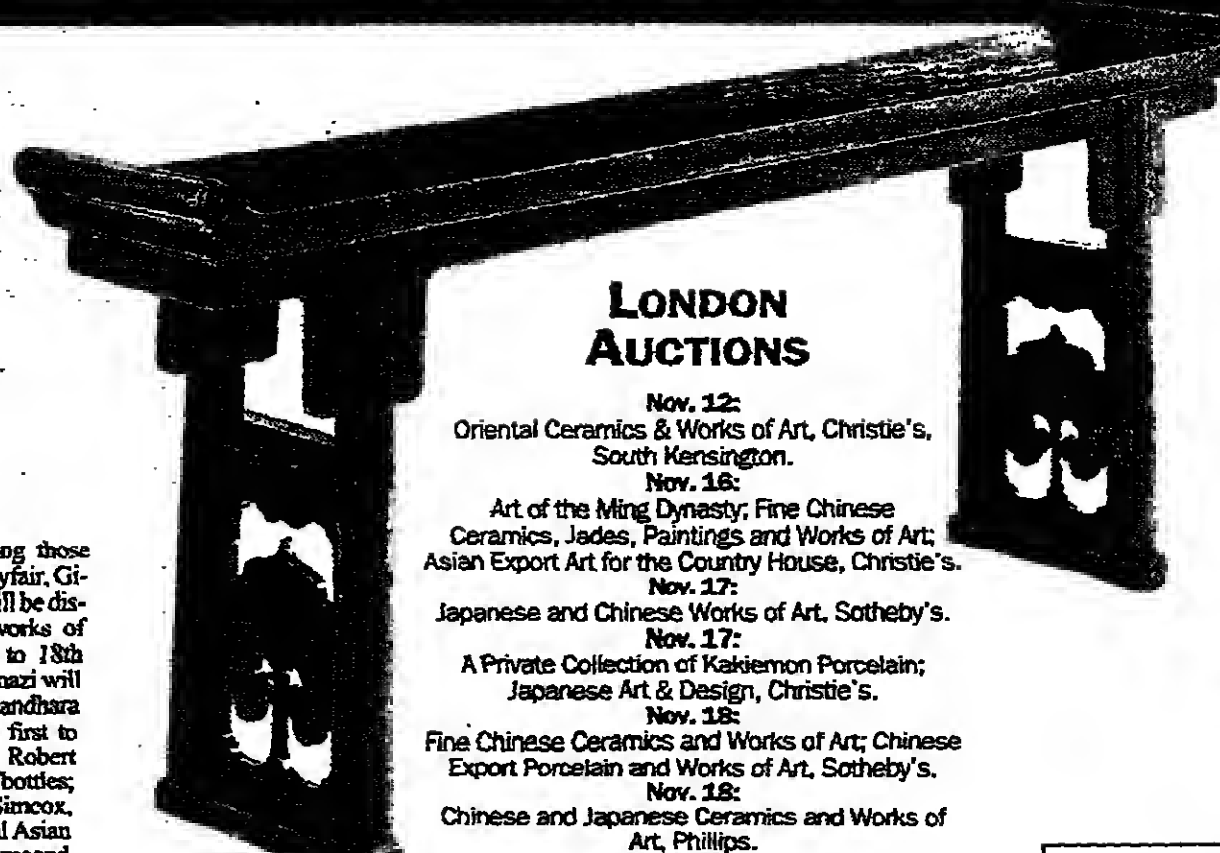 ng those
yfair, Gi-
ll be dis-
works of
to 18th
nazi will
andhara
first to
Robert
bottles;
Simcox,
l Asian
LONDON
AUCTIONS
Nov. 12:
Oriental Ceramics & Works of Art, Christie's,
South Kensington.
Nov. 16:
Art of the Ming Dynasty; Fine Chinese
Ceramics, Jades, Paintings and Works of Art;
Asian Export Art for the Country House, Christie's.
Nov. 17:
Japanese and Chinese Works of Art, Sotheby's.
Nov. 17:
A Private Collection of Kakiemon Porcelain;
Japanese Art & Design, Christie's.
Nov. 18:
Fine Chinese Ceramics and Works of Art; Chinese
Export Porcelain and Works of Art, Sotheby's.
Nov. 18:
Chinese and Japanese Ceramics and Works of
Art, Phillips.